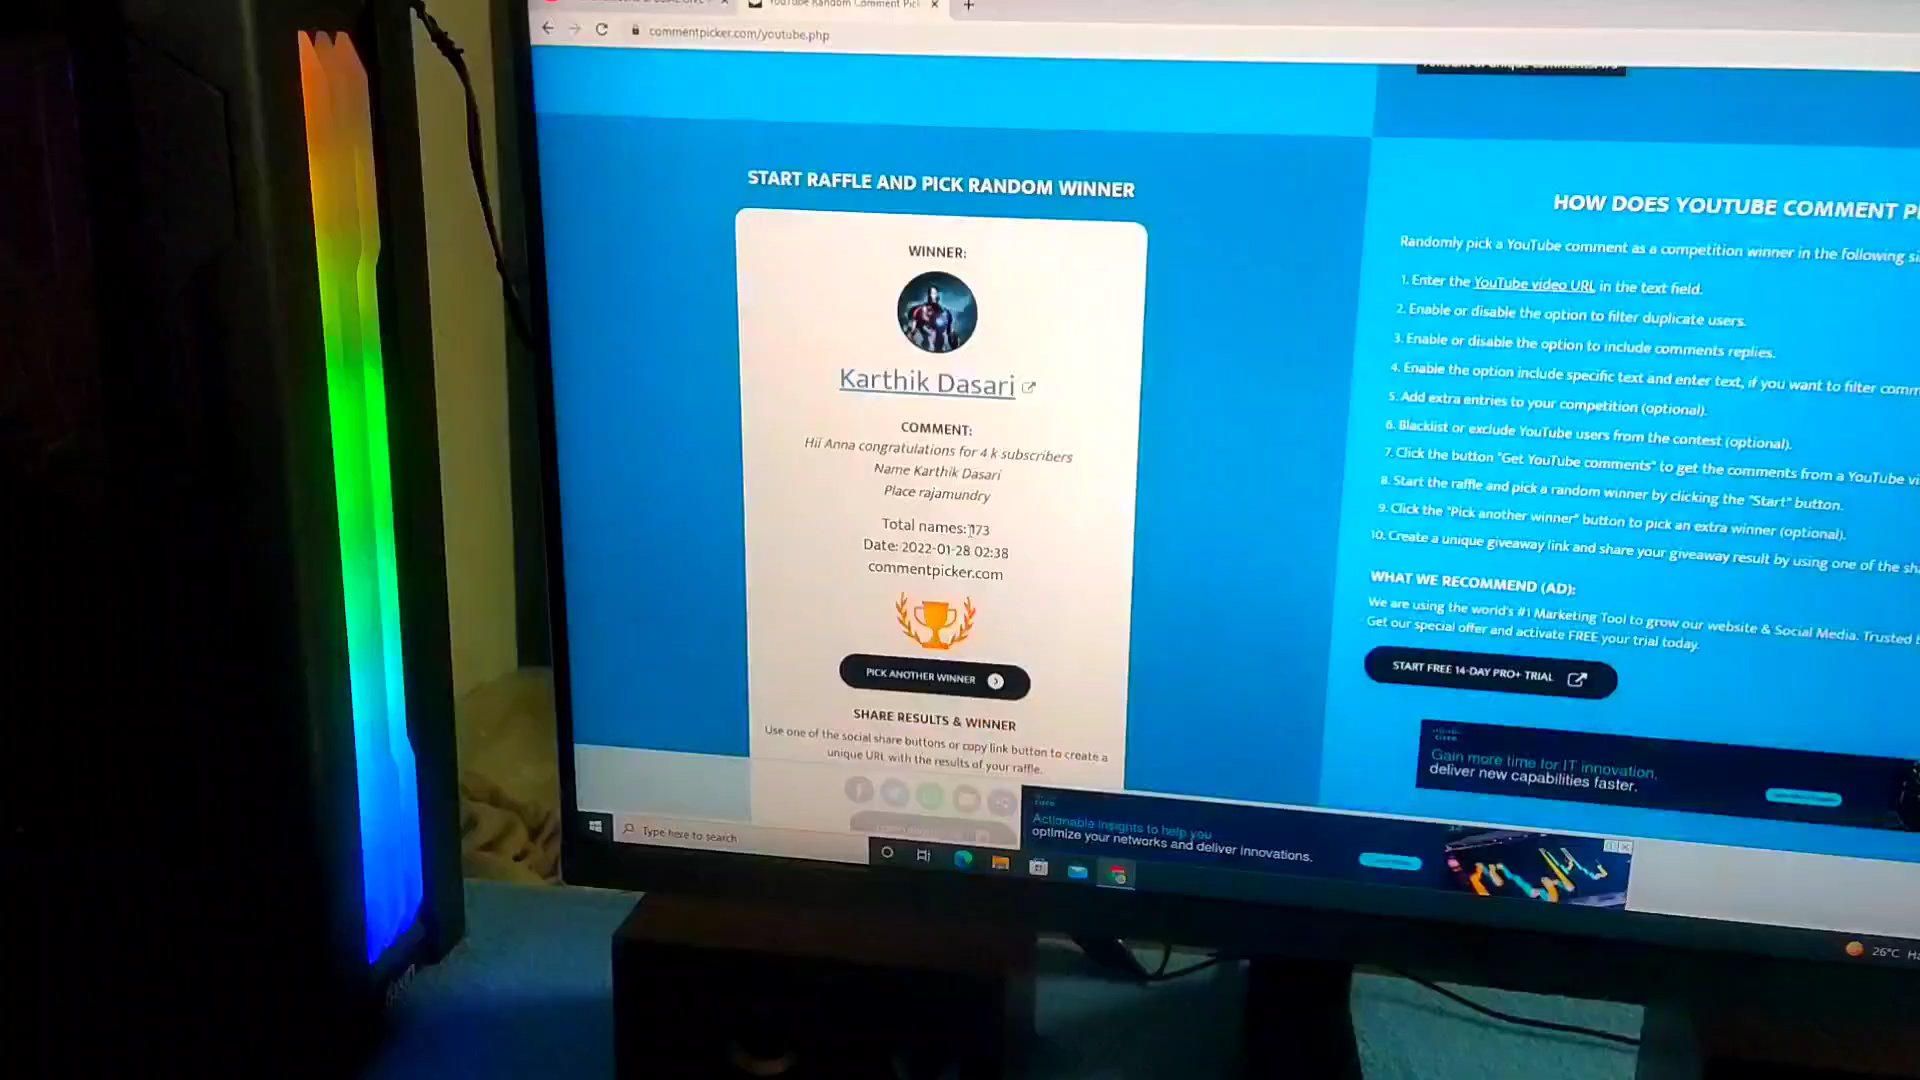 YouTube Random Comment Pic
commentpicker.com/youtube.php
START RAFFLE AND PICK RANDOM WINNER
WINNER:
Karthik Dasari
COMMENT:
Hii Anna congratulations for 4 k subscribers
Name Karthik Dasari
Place rajamundry
Total names: 173
Date: 2022-01-28 02:38
commentpicker.com
PICK ANOTHER WINNER
SHARE RESULTS & WINNER
Use one of the social share buttons or copy link button to create a
unique URL with the results of your raffle.
HOW DOES YOUTUBE COMMENT P
Randomly pick a YouTube comment as a competition winner in the following si
1. Enter the YouTube video URL in the text field.
2. Enable or disable the option to filter duplicate users.
3. Enable or disable the option to include comments replies.
4. Enable the option include specific text and enter text, if you want to filter comm
5. Add extra entries to your competition (optional).
6. Blacklist or exclude YouTube users from the contest (optional).
7. Click the button "Get YouTube comments" to get the comments from a YouTube vi
8. Start the raffle and pick a random winner by clicking the "Start" button.
9. Click the "Pick another winner" button to pick an extra winner (optional).
10. Create a unique giveaway link and share your giveaway result by using one of the sha
WHAT WE RECOMMEND (AD):
We are using the world's #1 Marketing Tool to grow our website & Social Media. Trusted b
Get our special offer and activate FREE your trial today.
START FREE 14-DAY PRO+ TRIAL
cisco
Gain more time for IT innovation,
deliver new capabilities faster.
cisco
Actionable insights to help you
optimize your networks and deliver innovations.
Type here to search
26°C Ha